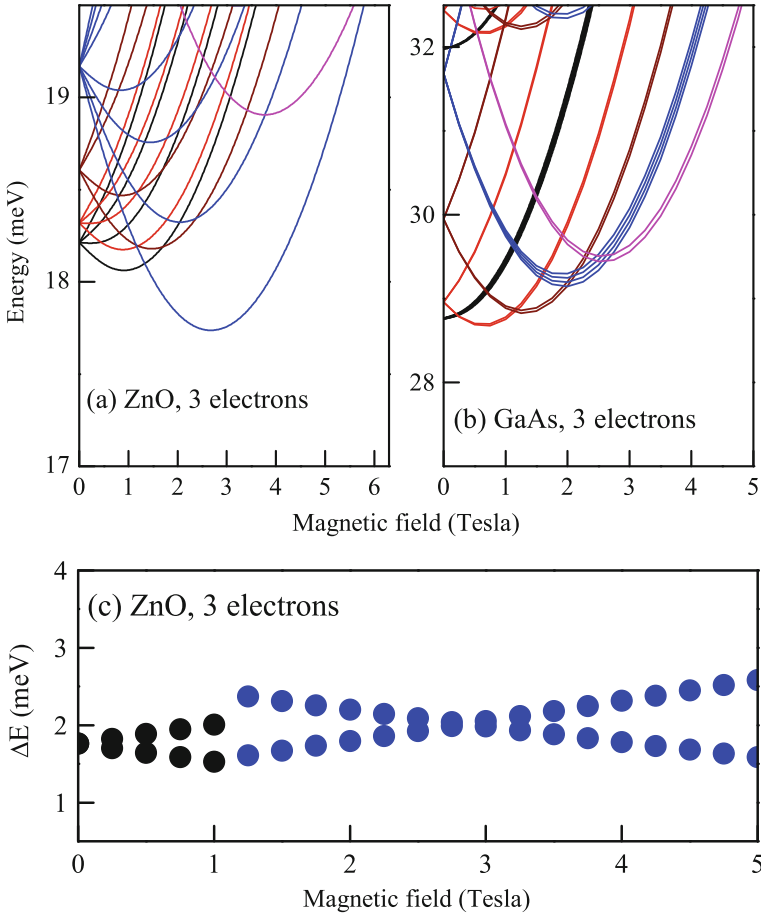 19
18
17
Energy (meV)
(a) ZnO, 3 electrons
0 1 2 3 4 5 6
32
30
28
(b) GaAs, 3 electrons
0 1 2 3 4 5
Magnetic field (Tesla)
4
3
2
1
ΔE (meV)
(c) ZnO, 3 electrons
0 1 2 3 4 5
Magnetic field (Tesla)